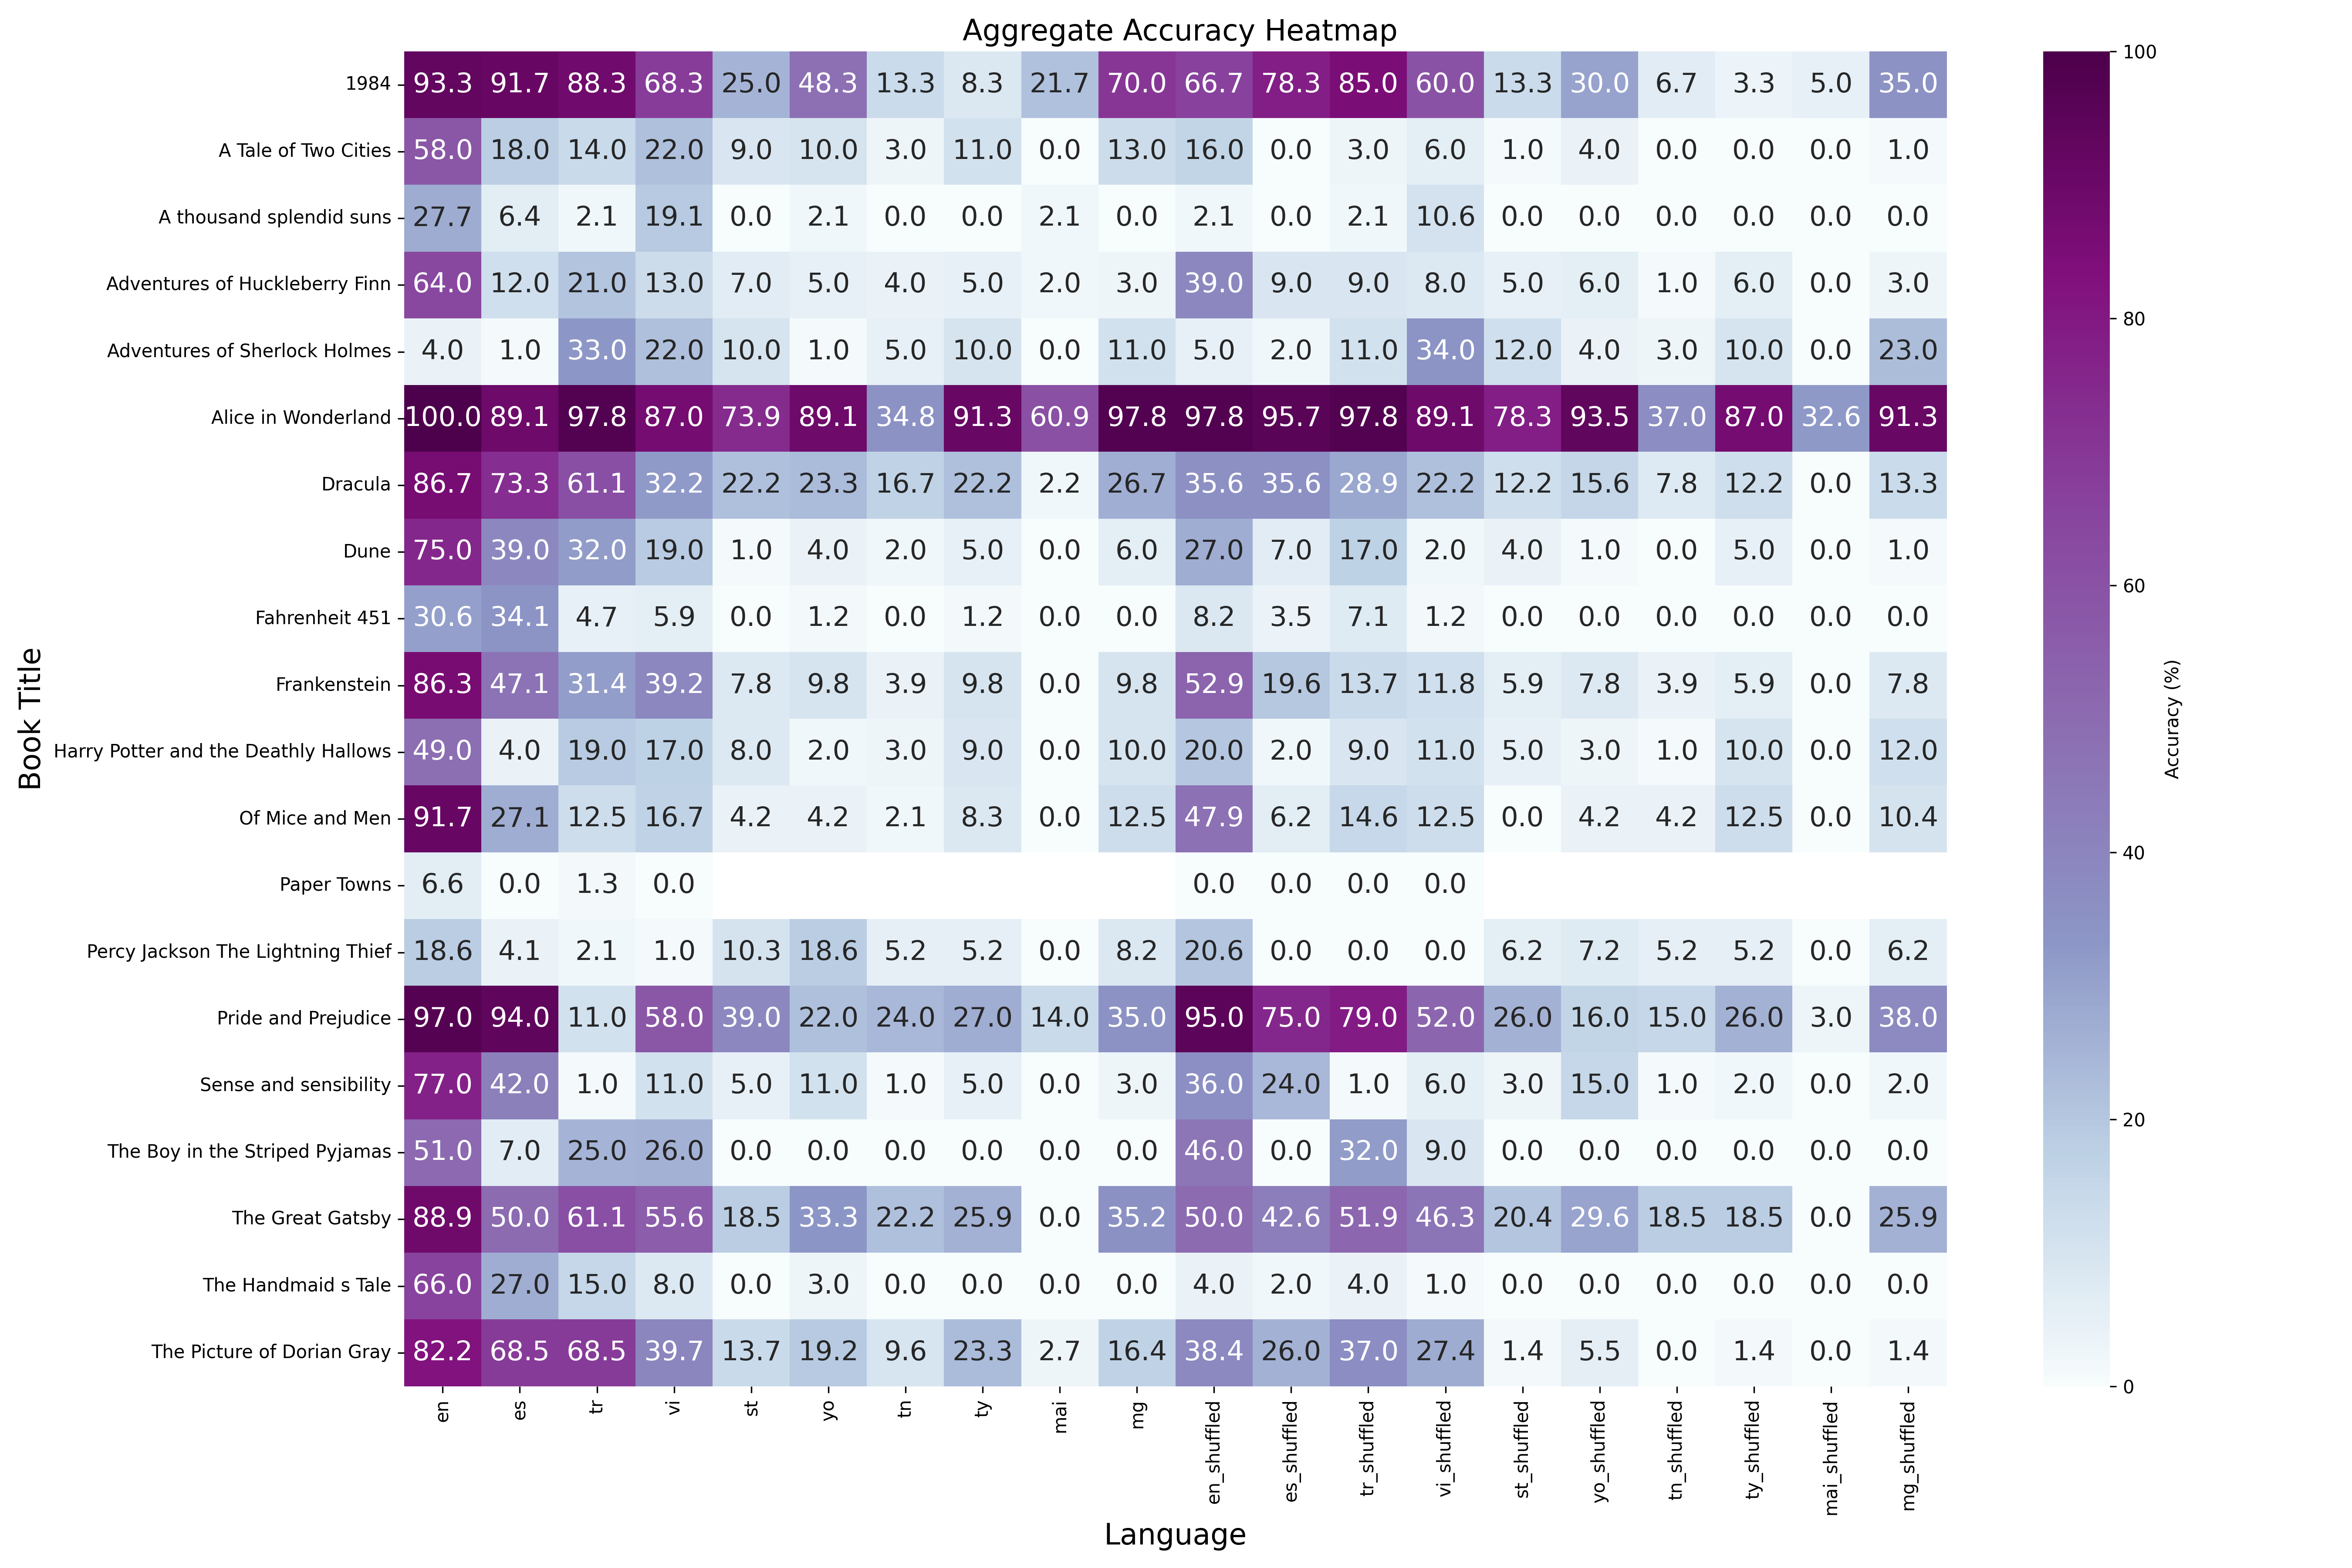 Aggregate Accuracy Heatmap
1984 93.3 91.7 88.3 68.3 25.0 48.3 13.3 8.3 21.7 70.0 66.7 78.3 85.0 60.0 13.3 30.0 6.7 3.3 5.0 35.0
A Tale of Two Cities 58.0 18.0 14.0 22.0 9.0 10.0 3.0 11.0 0.0 13.0 16.0 0.0 3.0 6.0 1.0 4.0 0.0 0.0 0.0 1.0
A thousand splendid suns 27.7 6.4 2.1 19.1 0.0 2.1 0.0 0.0 2.1 0.0 2.1 0.0 2.1 10.6 0.0 0.0 0.0 0.0 0.0 0.0
Adventures of Huckleberry Finn 64.0 12.0 21.0 13.0 7.0 5.0 4.0 5.0 2.0 3.0 39.0 9.0 9.0 8.0 5.0 6.0 1.0 6.0 0.0 3.0
Adventures of Sherlock Holmes 4.0 1.0 33.0 22.0 10.0 1.0 5.0 10.0 0.0 11.0 5.0 2.0 11.0 34.0 12.0 4.0 3.0 10.0 0.0 23.0
Alice in Wonderland 100.0 89.1 97.8 87.0 73.9 89.1 34.8 91.3 60.9 97.8 97.8 95.7 97.8 89.1 78.3 93.5 37.0 87.0 32.6 91.3
Dracula 86.7 73.3 61.1 32.2 22.2 23.3 16.7 22.2 2.2 26.7 35.6 35.6 28.9 22.2 12.2 15.6 7.8 12.2 0.0 13.3
Dune 75.0 39.0 32.0 19.0 1.0 4.0 2.0 5.0 0.0 6.0 27.0 7.0 17.0 2.0 4.0 1.0 0.0 5.0 0.0 1.0
Fahrenheit 451 30.6 34.1 4.7 5.9 0.0 1.2 0.0 1.2 0.0 0.0 8.2 3.5 7.1 1.2 0.0 0.0 0.0 0.0 0.0 0.0
Frankenstein 86.3 47.1 31.4 39.2 7.8 9.8 3.9 9.8 0.0 9.8 52.9 19.6 13.7 11.8 5.9 7.8 3.9 5.9 0.0 7.8
Harry Potter and the Deathly Hallows 49.0 4.0 19.0 17.0 8.0 2.0 3.0 9.0 0.0 10.0 20.0 2.0 9.0 11.0 5.0 3.0 1.0 10.0 0.0 12.0
Of Mice and Men 91.7 27.1 12.5 16.7 4.2 4.2 2.1 8.3 0.0 12.5 47.9 6.2 14.6 12.5 0.0 4.2 4.2 12.5 0.0 10.4
Paper Towns 6.6 0.0 1.3 0.0 0.0 0.0 0.0 0.0
Percy Jackson The Lightning Thief 18.6 4.1 2.1 1.0 10.3 18.6 5.2 5.2 0.0 8.2 20.6 0.0 0.0 0.0 6.2 7.2 5.2 5.2 0.0 6.2
Pride and Prejudice 97.0 94.0 11.0 58.0 39.0 22.0 24.0 27.0 14.0 35.0 95.0 75.0 79.0 52.0 26.0 16.0 15.0 26.0 3.0 38.0
Sense and sensibility 77.0 42.0 1.0 11.0 5.0 11.0 1.0 5.0 0.0 3.0 36.0 24.0 1.0 6.0 3.0 15.0 1.0 2.0 0.0 2.0
The Boy in the Striped Pyjamas 51.0 7.0 25.0 26.0 0.0 0.0 0.0 0.0 0.0 0.0 46.0 0.0 32.0 9.0 0.0 0.0 0.0 0.0 0.0 0.0
The Great Gatsby 88.9 50.0 61.1 55.6 18.5 33.3 22.2 25.9 0.0 35.2 50.0 42.6 51.9 46.3 20.4 29.6 18.5 18.5 0.0 25.9
The Handmaid s Tale 66.0 27.0 15.0 8.0 0.0 3.0 0.0 0.0 0.0 0.0 4.0 2.0 4.0 1.0 0.0 0.0 0.0 0.0 0.0 0.0
The Picture of Dorian Gray 82.2 68.5 68.5 39.7 13.7 19.2 9.6 23.3 2.7 16.4 38.4 26.0 37.0 27.4 1.4 5.5 0.0 1.4 0.0 1.4
en es tr vi st yo tn ty mai mg en_shuffled es_shuffled tr_shuffled vi_shuffled st_shuffled yo_shuffled tn_shuffled ty_shuffled mai_shuffled mg_shuffled
Language
Book Title
100
80
60
40
20
0
Accuracy (%)